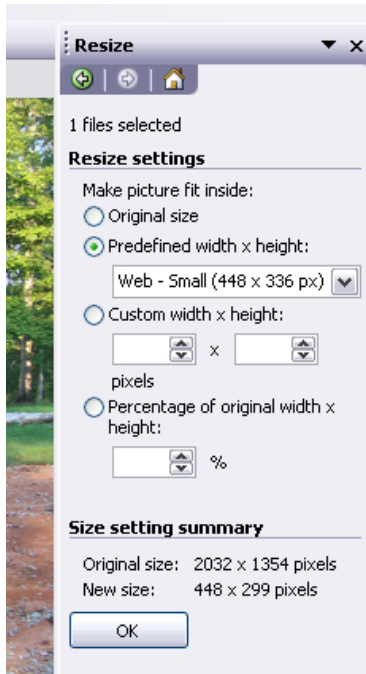 Resize
1 files selected
Resize settings
Make picture fit inside:
Original size
Predefined width x height:
Web - Small (448 x 336 px)
Custom width x height:
x
pixels
Percentage of original width x
height:
%
Size setting summary
Original size: 2032 x 1354 pixels
New size: 448 x 299 pixels
OK